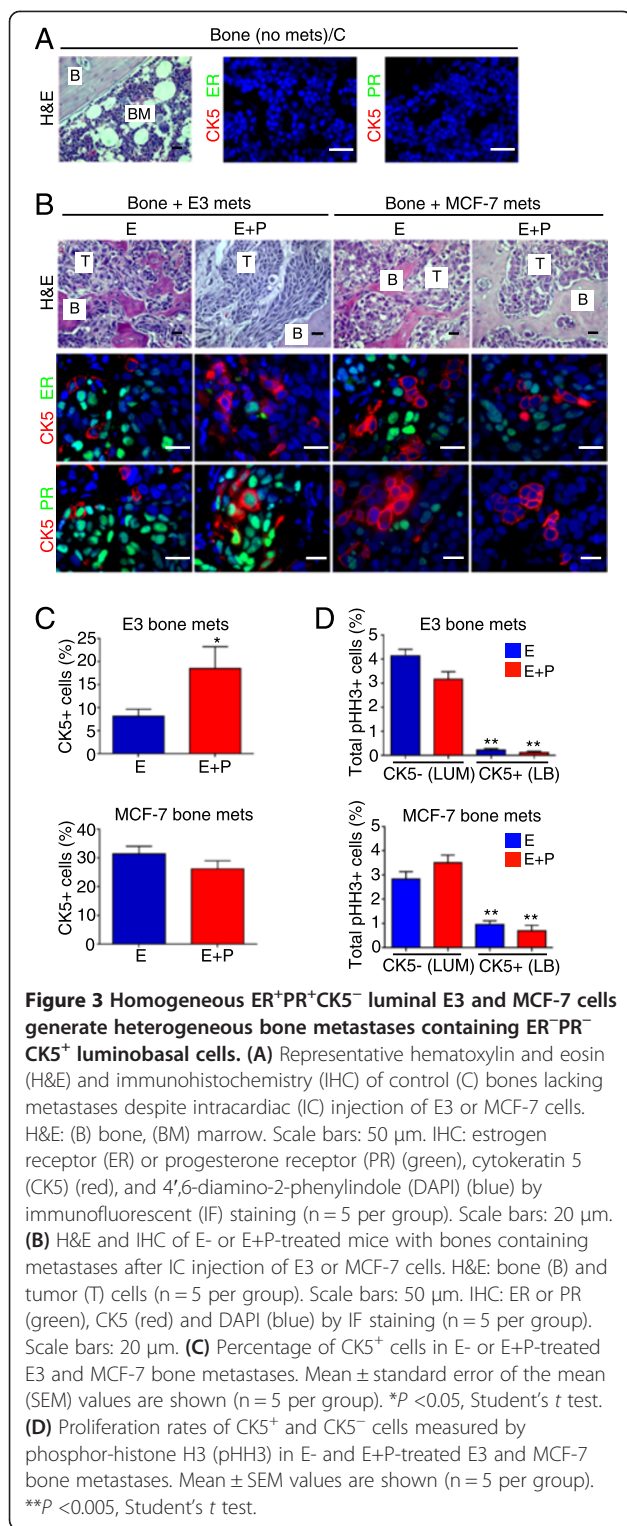 A
Bone (no mets)/C
H&E
B
BM
CK5 ER
CK5 PR
B
Bone + E3 mets
Bone + MCF-7 mets
E
E+P
E
E+P
H&E
T
B
T
B
B
T
T
B
CK5 ER
CK5 PR
C
E3 bone mets
CK5+ cells (%)
25
20
15
10
5
0
*
E
E+P
MCF-7 bone mets
CK5+ cells (%)
40
30
20
10
0
E
E+P
D
E3 bone mets
Total pHH3+ cells (%)
5
4
3
2
1
0
E
E+P
**
**
CK5- (LUM)
CK5+ (LB)
MCF-7 bone mets
Total pHH3+ cells (%)
5
4
3
2
1
0
E
E+P
**
**
CK5- (LUM)
CK5+ (LB)
Figure 3 Homogeneous ER⁺PR⁺CK5⁻ luminal E3 and MCF-7 cells
generate heterogeneous bone metastases containing ER⁻PR⁻
CK5⁺ luminobasal cells. (A) Representative hematoxylin and eosin
(H&E) and immunohistochemistry (IHC) of control (C) bones lacking
metastases despite intracardiac (IC) injection of E3 or MCF-7 cells.
H&E: (B) bone, (BM) marrow. Scale bars: 50 μm. IHC: estrogen
receptor (ER) or progesterone receptor (PR) (green), cytokeratin 5
(CK5) (red), and 4′,6-diamino-2-phenylindole (DAPI) (blue) by
immunofluorescent (IF) staining (n = 5 per group). Scale bars: 20 μm.
(B) H&E and IHC of E- or E+P-treated mice with bones containing
metastases after IC injection of E3 or MCF-7 cells. H&E: bone (B) and
tumor (T) cells (n = 5 per group). Scale bars: 50 μm. IHC: ER or PR
(green), CK5 (red) and DAPI (blue) by IF staining (n = 5 per group).
Scale bars: 20 μm. (C) Percentage of CK5⁺ cells in E- or E+P-treated
E3 and MCF-7 bone metastases. Mean ± standard error of the mean
(SEM) values are shown (n = 5 per group). *P <0.05, Student's t test.
(D) Proliferation rates of CK5⁺ and CK5⁻ cells measured by
phosphor-histone H3 (pHH3) in E- and E+P-treated E3 and MCF-7
bone metastases. Mean ± SEM values are shown (n = 5 per group).
**P <0.005, Student's t test.